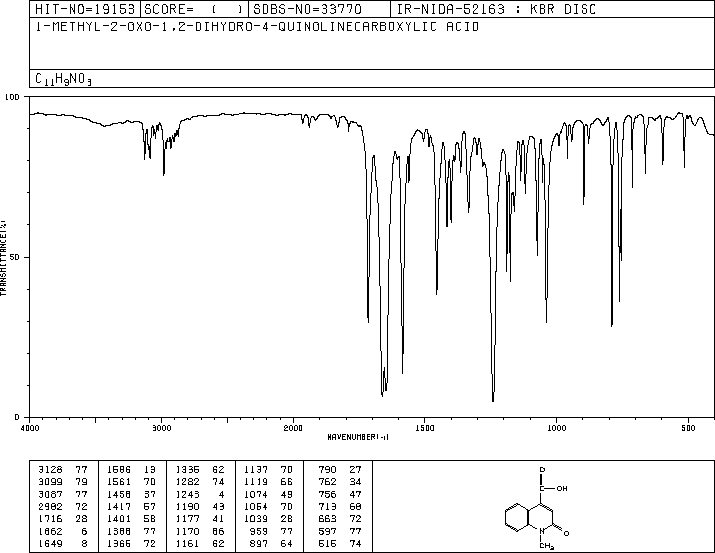 HIT-NO=19153 SCORE= ( ) SDBS-NO=33770 IR-NIDA-52163 : KBR DISC
1-METHYL-2-OXO-1,2-DIHYDRO-4-QUINOLINECARBOXYLIC ACID
C11H9NO3
100
50
0
TRANSMITTANCE(%)
4000 3000 2000 1500 1000 500
WAVENUMBER(-1)
3128 77 1586 13 1336 62 1137 70 790 27
3099 79 1561 70 1282 74 1119 66 762 34
3087 77 1458 37 1243 4 1074 49 756 47
2982 72 1417 57 1190 43 1054 70 713 68
1716 28 1401 58 1177 41 1039 28 663 72
1662 6 1388 77 1170 86 959 77 597 77
1649 8 1366 72 1161 62 897 64 515 74
O
C OH
N O
CH3